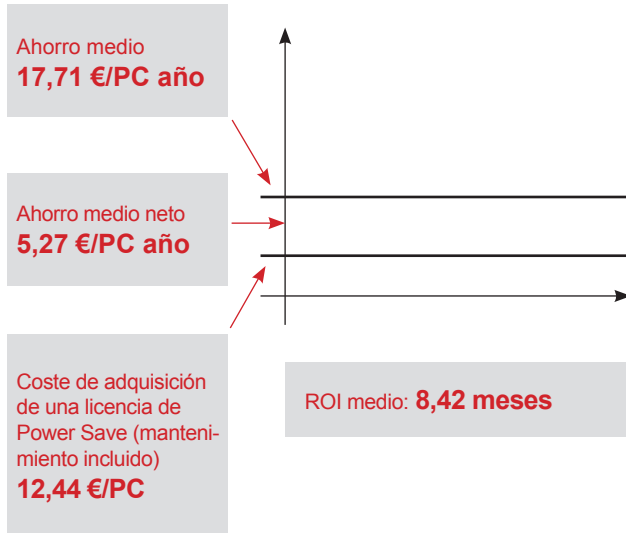 Ahorro medio
17,71 €/PC año
Ahorro medio neto
5,27 €/PC año
Coste de adquisición
de una licencia de
Power Save (manteni-
miento incluido)
12,44 €/PC
ROI medio: 8,42 meses